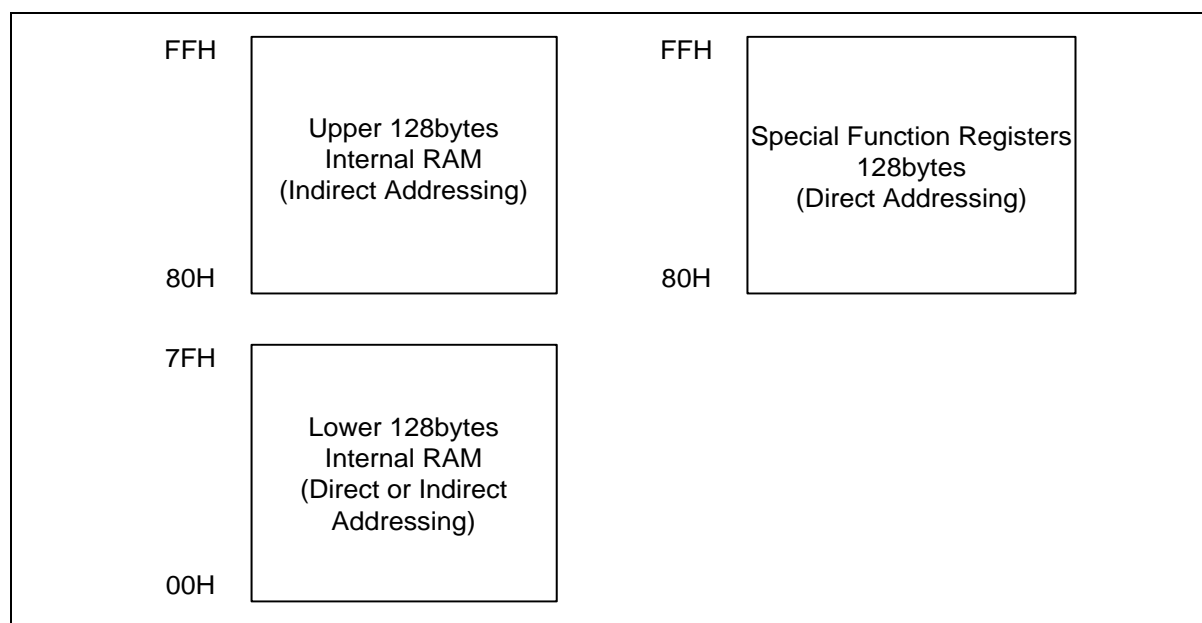 FFH
Upper 128bytes
Internal RAM
(Indirect Addressing)
80H
FFH
Special Function Registers
128bytes
(Direct Addressing)
80H
7FH
Lower 128bytes
Internal RAM
(Direct or Indirect
Addressing)
00H